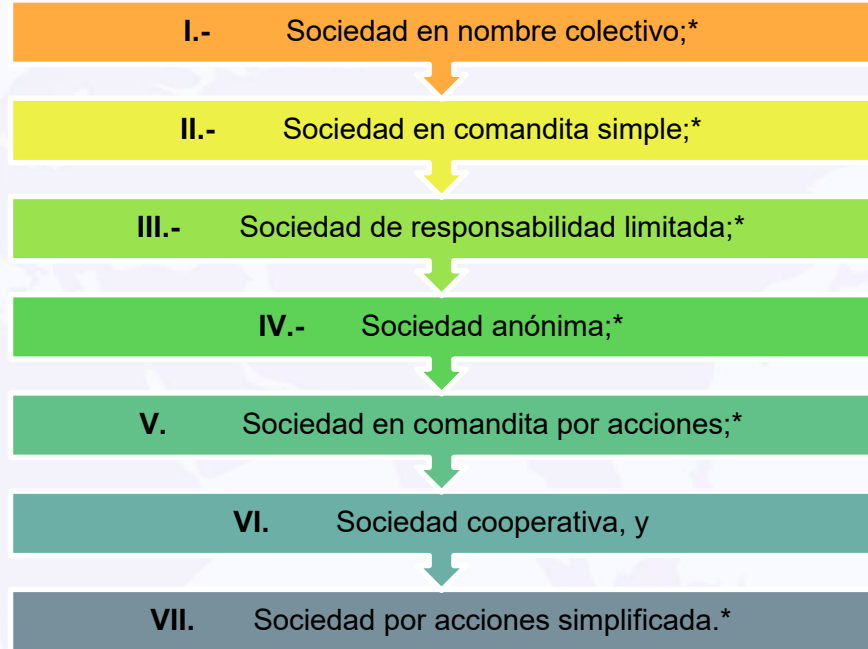 I.- Sociedad en nombre colectivo;*
II.- Sociedad en comandita simple;*
III.- Sociedad de responsabilidad limitada;*
IV.- Sociedad anónima;*
V. Sociedad en comandita por acciones;*
VI. Sociedad cooperativa, y
VII. Sociedad por acciones simplificada.*